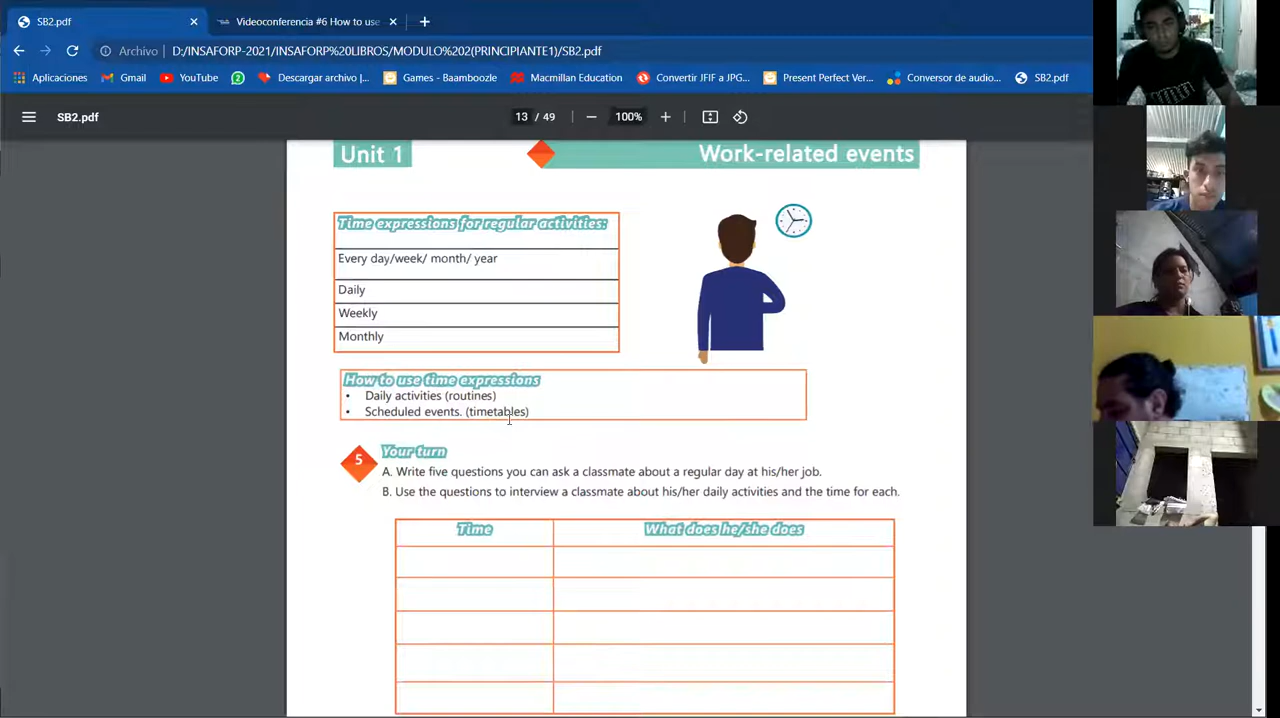 SB2.pdf
Videoconferencia #6 How to use
Archivo D:/INSAFORP-2021/INSAFORP%20LIBROS/MODULO%202(PRINCIPIANTE1)/SB2.pdf
Aplicaciones Gmail YouTube 2 Descargar archivo |... Games - Baamboozle Macmillan Education Convertir JFIF a JPG... Present Perfect Ver... Conversor de audio... SB2.pdf
SB2.pdf 13 / 49 100%
Unit 1 Work-related events
Time expressions for regular activities:
Every day/week/ month/ year
Daily
Weekly
Monthly
How to use time expressions
• Daily activities (routines)
• Scheduled events. (timetables)
5 Your turn
A. Write five questions you can ask a classmate about a regular day at his/her job.
B. Use the questions to interview a classmate about his/her daily activities and the time for each.
Time What does he/she does